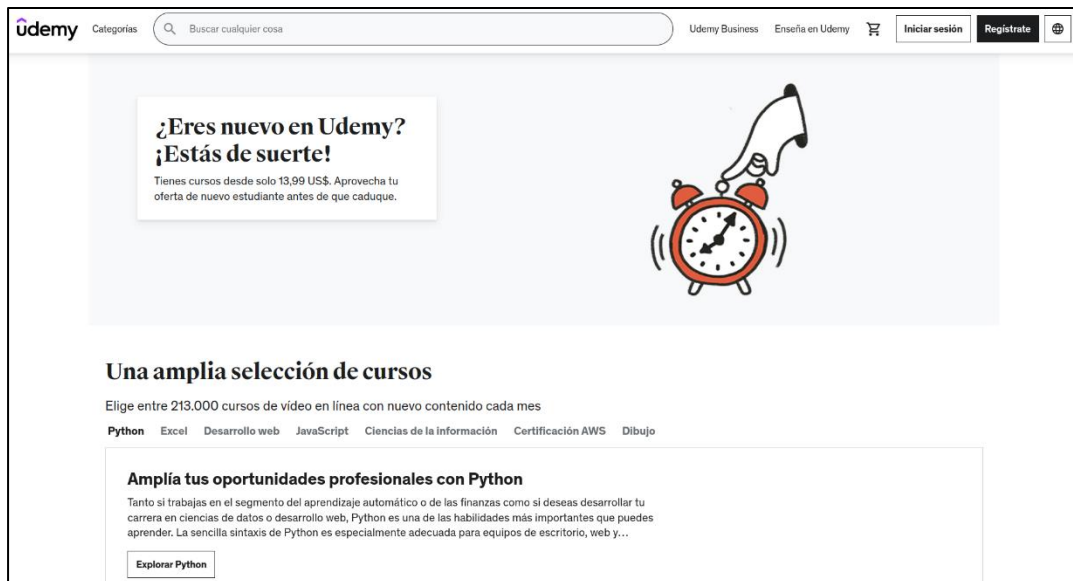 ûdemy Categorías Buscar cualquier cosa Udemy Business Enseña en Udemy Iniciar sesión Regístrate
¿Eres nuevo en Udemy?
¡Estás de suerte!
Tienes cursos desde solo 13,99 US$. Aprovecha tu
oferta de nuevo estudiante antes de que caduque.
Una amplia selección de cursos
Elige entre 213.000 cursos de vídeo en línea con nuevo contenido cada mes
Python Excel Desarrollo web JavaScript Ciencias de la información Certificación AWS Dibujo
Amplía tus oportunidades profesionales con Python
Tanto si trabajas en el segmento del aprendizaje automático o de las finanzas como si deseas desarrollar tu
carrera en ciencias de datos o desarrollo web, Python es una de las habilidades más importantes que puedes
aprender. La sencilla sintaxis de Python es especialmente adecuada para equipos de escritorio, web y…
Explorar Python